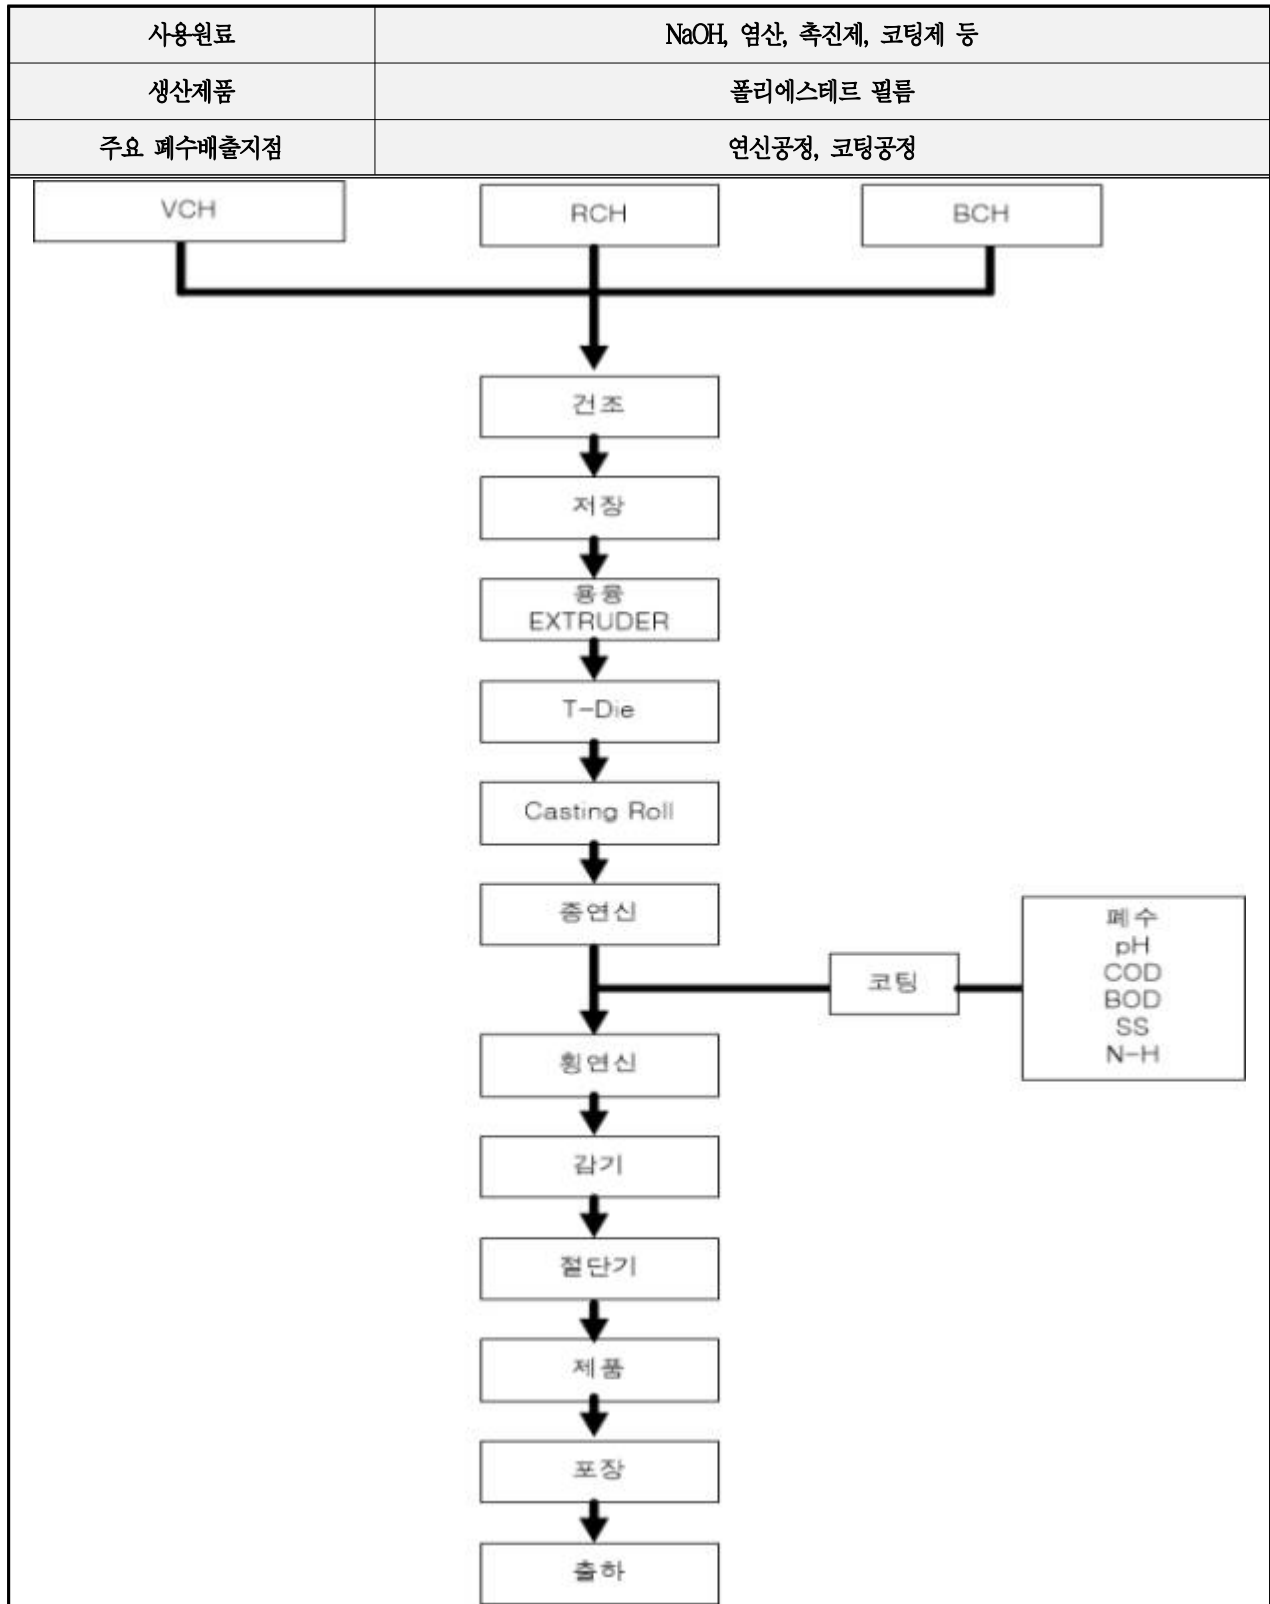 사용원료 NaOH, 염산, 촉진제, 코팅제 등
생산제품 폴리에스테르 필름
주요 폐수배출지점 연신공정, 코팅공정
VCH RCH BCH
건조
저장
용융
EXTRUDER
T-Die
Casting Roll
종연신
코팅
폐수
pH
COD
BOD
SS
N-H
횡연신
감기
절단기
제품
포장
출하